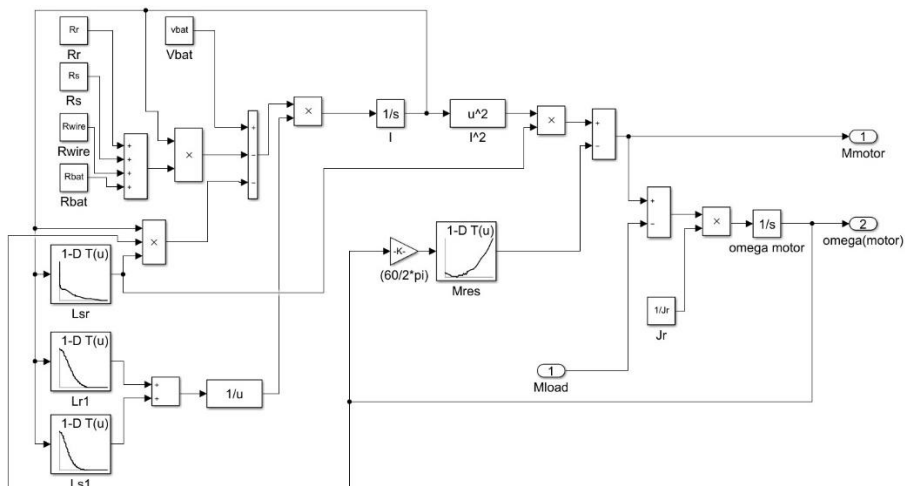 Rr
Rr
Rs
Rs
Rwire
Rwire
Rbat
Rbat
+
+
+
+
×
vbat
Vbat
+
−
−
×
1/s
I
u^2
I^2
×
+
−
1
Mmotor
+
−
×
1/s
omega motor
2
omega(motor)
×
1-D T(u)
Lsr
-K-
(60/2*pi)
1-D T(u)
Mres
1/Jr
Jr
1
Mload
1-D T(u)
Lr1
+
+
1/u
1-D T(u)
Ls1